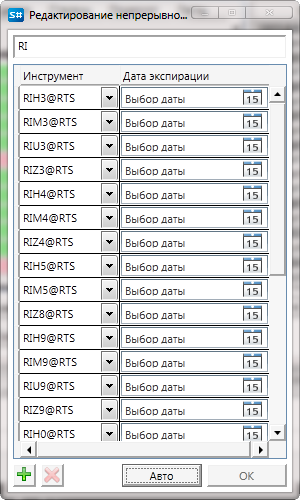 S# Редактирование непрерывно...
RI
Инструмент Дата экспирации
RIH3@RTS Выбор даты 15
RIM3@RTS Выбор даты 15
RIU3@RTS Выбор даты 15
RIZ3@RTS Выбор даты 15
RIH4@RTS Выбор даты 15
RIM4@RTS Выбор даты 15
RIZ4@RTS Выбор даты 15
RIH5@RTS Выбор даты 15
RIM5@RTS Выбор даты 15
RIZ8@RTS Выбор даты 15
RIH9@RTS Выбор даты 15
RIM9@RTS Выбор даты 15
RIU9@RTS Выбор даты 15
RIZ9@RTS Выбор даты 15
RIH0@RTS Выбор даты 15
Авто OK